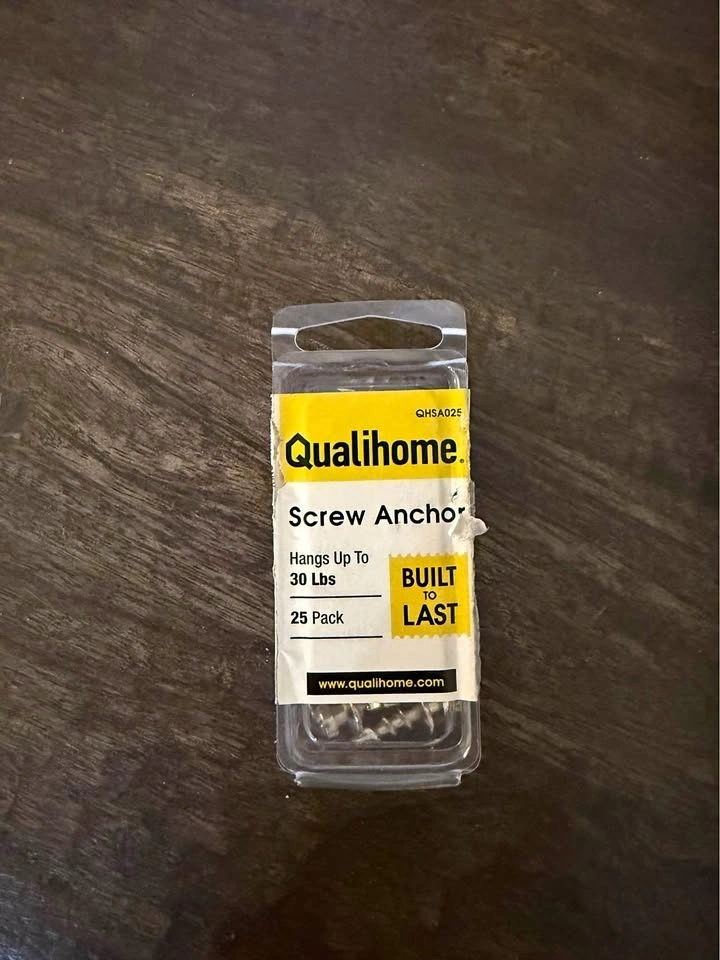 QHSA025
Qualihome.
Screw Anchor
Hangs Up To
30 Lbs
25 Pack
BUILT
TO
LAST
www.qualihome.com